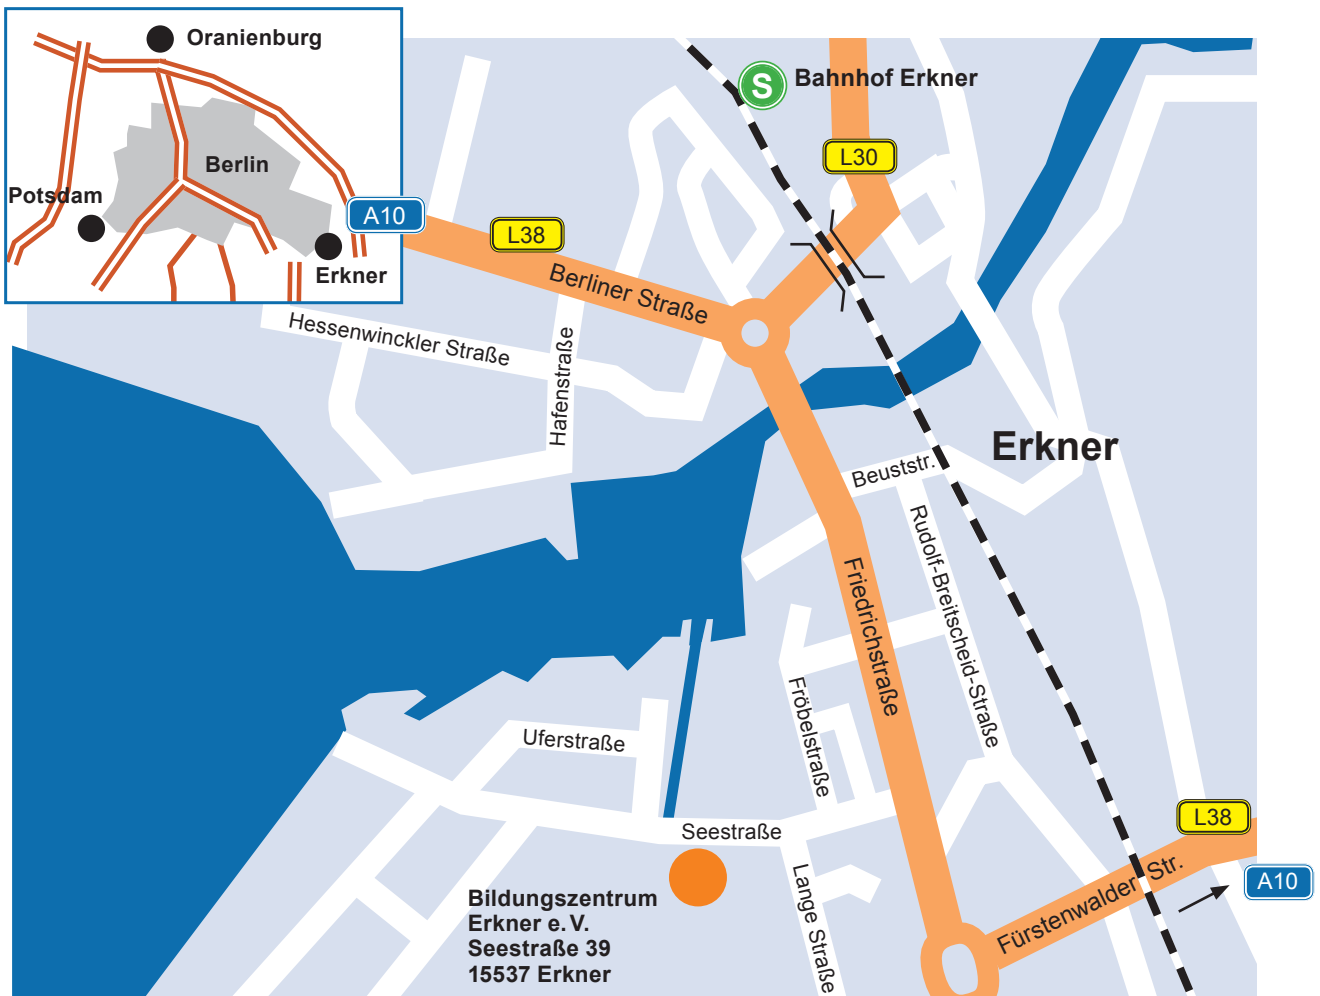 Oranienburg
Berlin
Potsdam
Erkner
A10
L38
S
Bahnhof Erkner
L30
Berliner Straße
Hessenwinckler Straße
Hafenstraße
Erkner
Beuststr.
Rudolf-Breitscheid-Straße
Friedrichstraße
Fröbelstraße
Uferstraße
Seestraße
Lange Straße
L38
A10
Fürstenwalder Str.
Bildungszentrum
Erkner e.V.
Seestraße 39
15537 Erkner